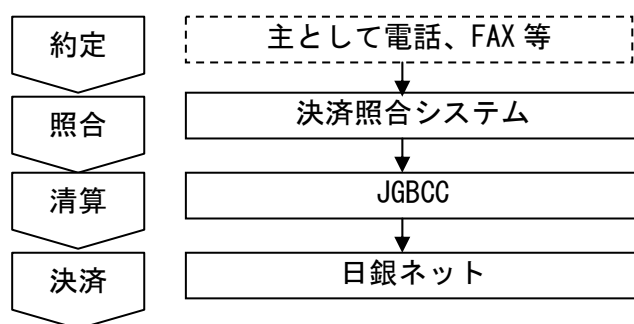 約定
主として電話、FAX 等
照合
決済照合システム
清算
JGBCC
決済
日銀ネット